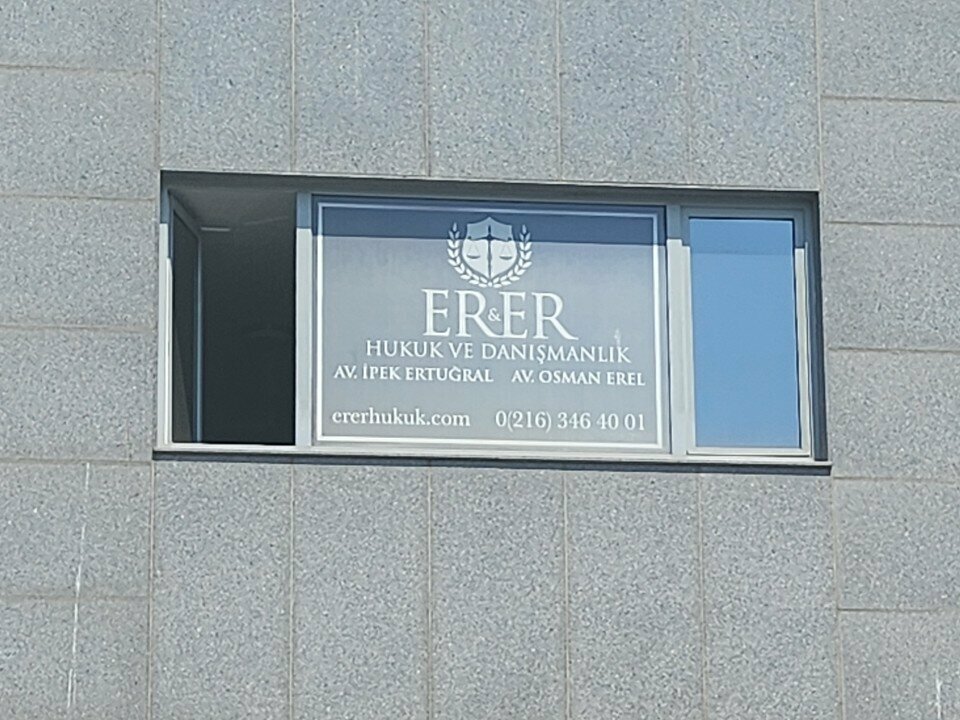 ER&ER
HUKUK VE DANIŞMANLIK
AV. İPEK ERTUĞRAL AV. OSMAN EREL
ererhukuk.com 0(216) 346 40 01